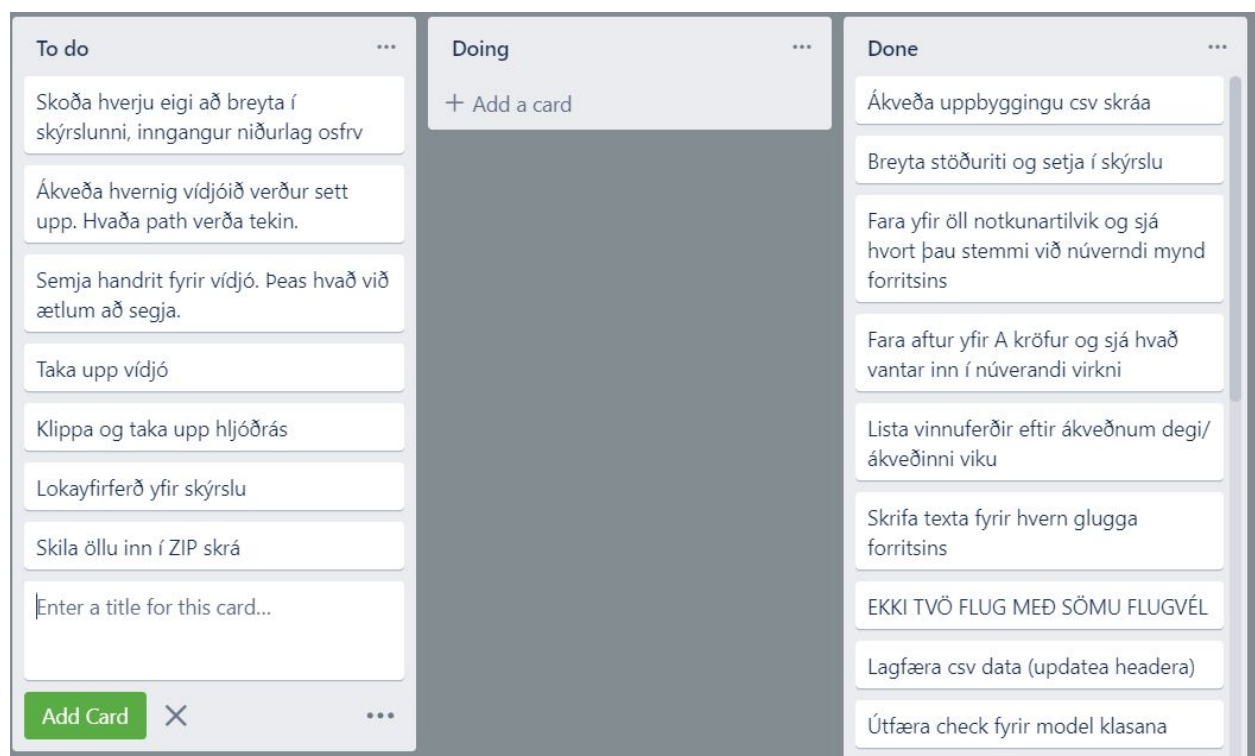 To do
Skoða hverju eigi að breyta í
skýrslunni, inngangur niðurlag osfrv
Ákveða hvernig vídjóið verður sett
upp. Hvaða path verða tekin.
Semja handrit fyrir vídjó. Þeas hvað við
ætlum að segja.
Taka upp vídjó
Klippa og taka upp hljóðrás
Lokayfirferð yfir skýrslu
Skila öllu inn í ZIP skrá
Enter a title for this card...
Add Card
Doing
+ Add a card
Done
Ákveða uppbyggingu csv skráa
Breyta stöðuriti og setja í skýrslu
Fara yfir öll notkunartilvik og sjá
hvort þau stemmi við núverndi mynd
forritsins
Fara aftur yfir A kröfur og sjá hvað
vantar inn í núverandi virkni
Lista vinnuferðir eftir ákveðnum degi/
ákveðinni viku
Skrifa texta fyrir hvern glugga
forritsins
EKKI TVÖ FLUG MEÐ SÖMU FLUGVÉL
Lagfæra csv data (updatea headera)
Útfæra check fyrir model klasana